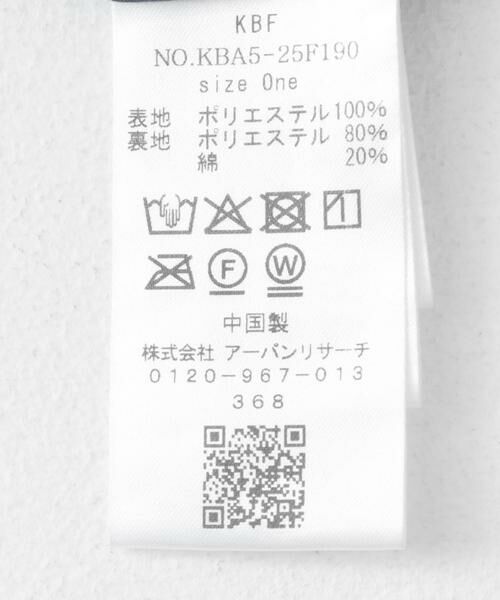 KBF
NO.KBA5-25F190
size One
表地 ポリエステル100%
裏地 ポリエステル 80%
綿 20%
F W
中国製
株式会社 アーバンリサーチ
0120-967-013
368